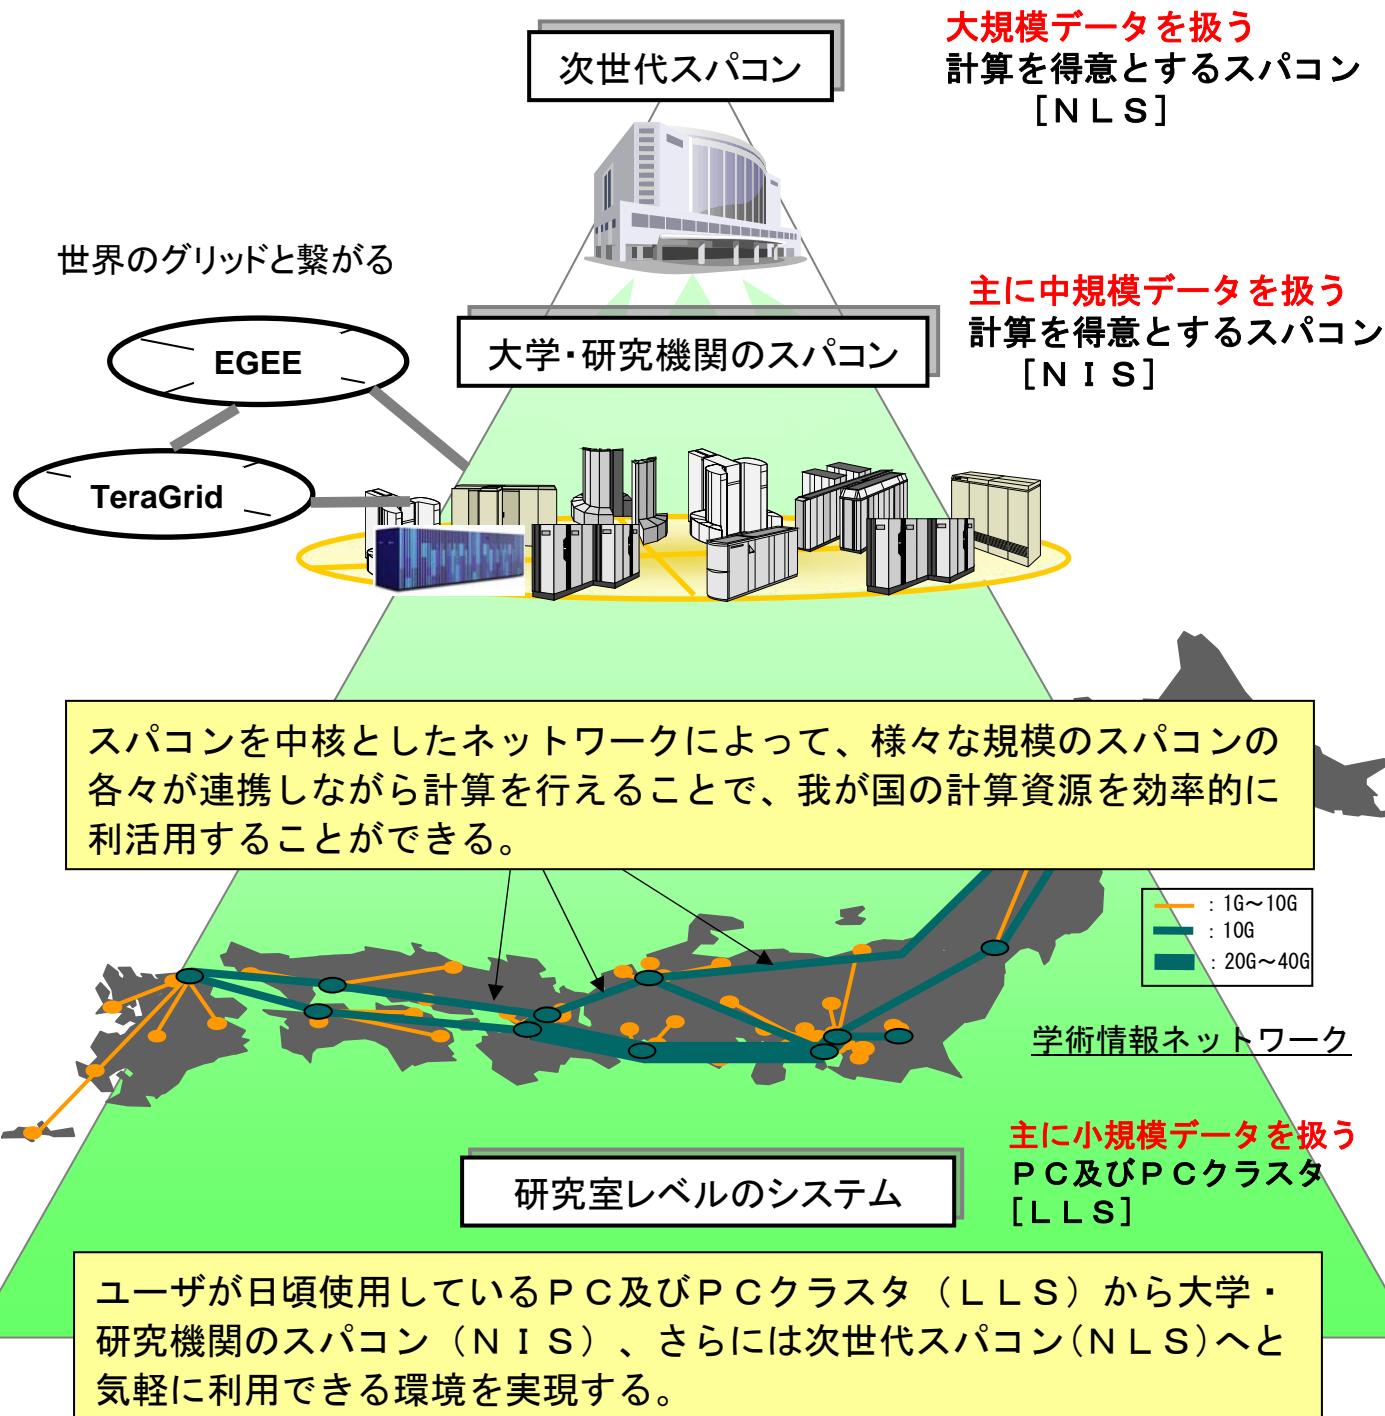 次世代スパコン
大規模データを扱う
計算を得意とするスパコン
[ＮＬＳ]
世界のグリッドと繋がる
主に中規模データを扱う
計算を得意とするスパコン
[ＮＩＳ]
大学・研究機関のスパコン
EGEE
TeraGrid
スパコンを中核としたネットワークによって、様々な規模のスパコンの
各々が連携しながら計算を行えることで、我が国の計算資源を効率的に
利活用することができる。
：1G～10G
：10G
：20G～40G
学術情報ネットワーク
主に小規模データを扱う
ＰＣ及びＰＣクラスタ
[ＬＬＳ]
研究室レベルのシステム
ユーザが日頃使用しているＰＣ及びＰＣクラスタ（ＬＬＳ）から大学・
研究機関のスパコン（ＮＩＳ）、さらには次世代スパコン(ＮＬＳ)へと
気軽に利用できる環境を実現する。